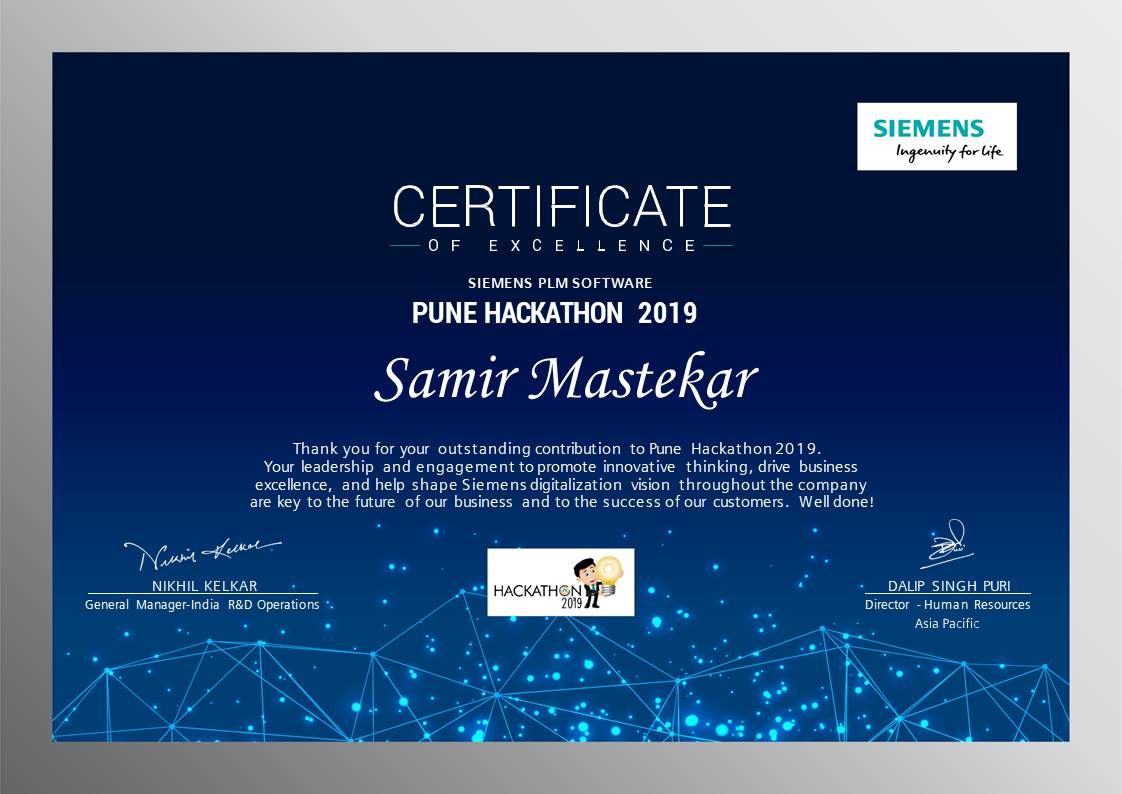 SIEMENS
Ingenuity for life
CERTIFICATE
OF EXCELLENCE
SIEMENS PLM SOFTWARE
PUNE HACKATHON 2019
Samir Mastekar
Thank you for your outstanding contribution to Pune Hackathon 2019.
Your leadership and engagement to promote innovative thinking, drive business
excellence, and help shape Siemens digitalization vision throughout the company
are key to the future of our business and to the success of our customers. Well done!
Nikhil Kelkar
NIKHIL KELKAR
General Manager-India R&D Operations
HACKATHON
2019
DALIP SINGH PURI
Director - Human Resources
Asia Pacific